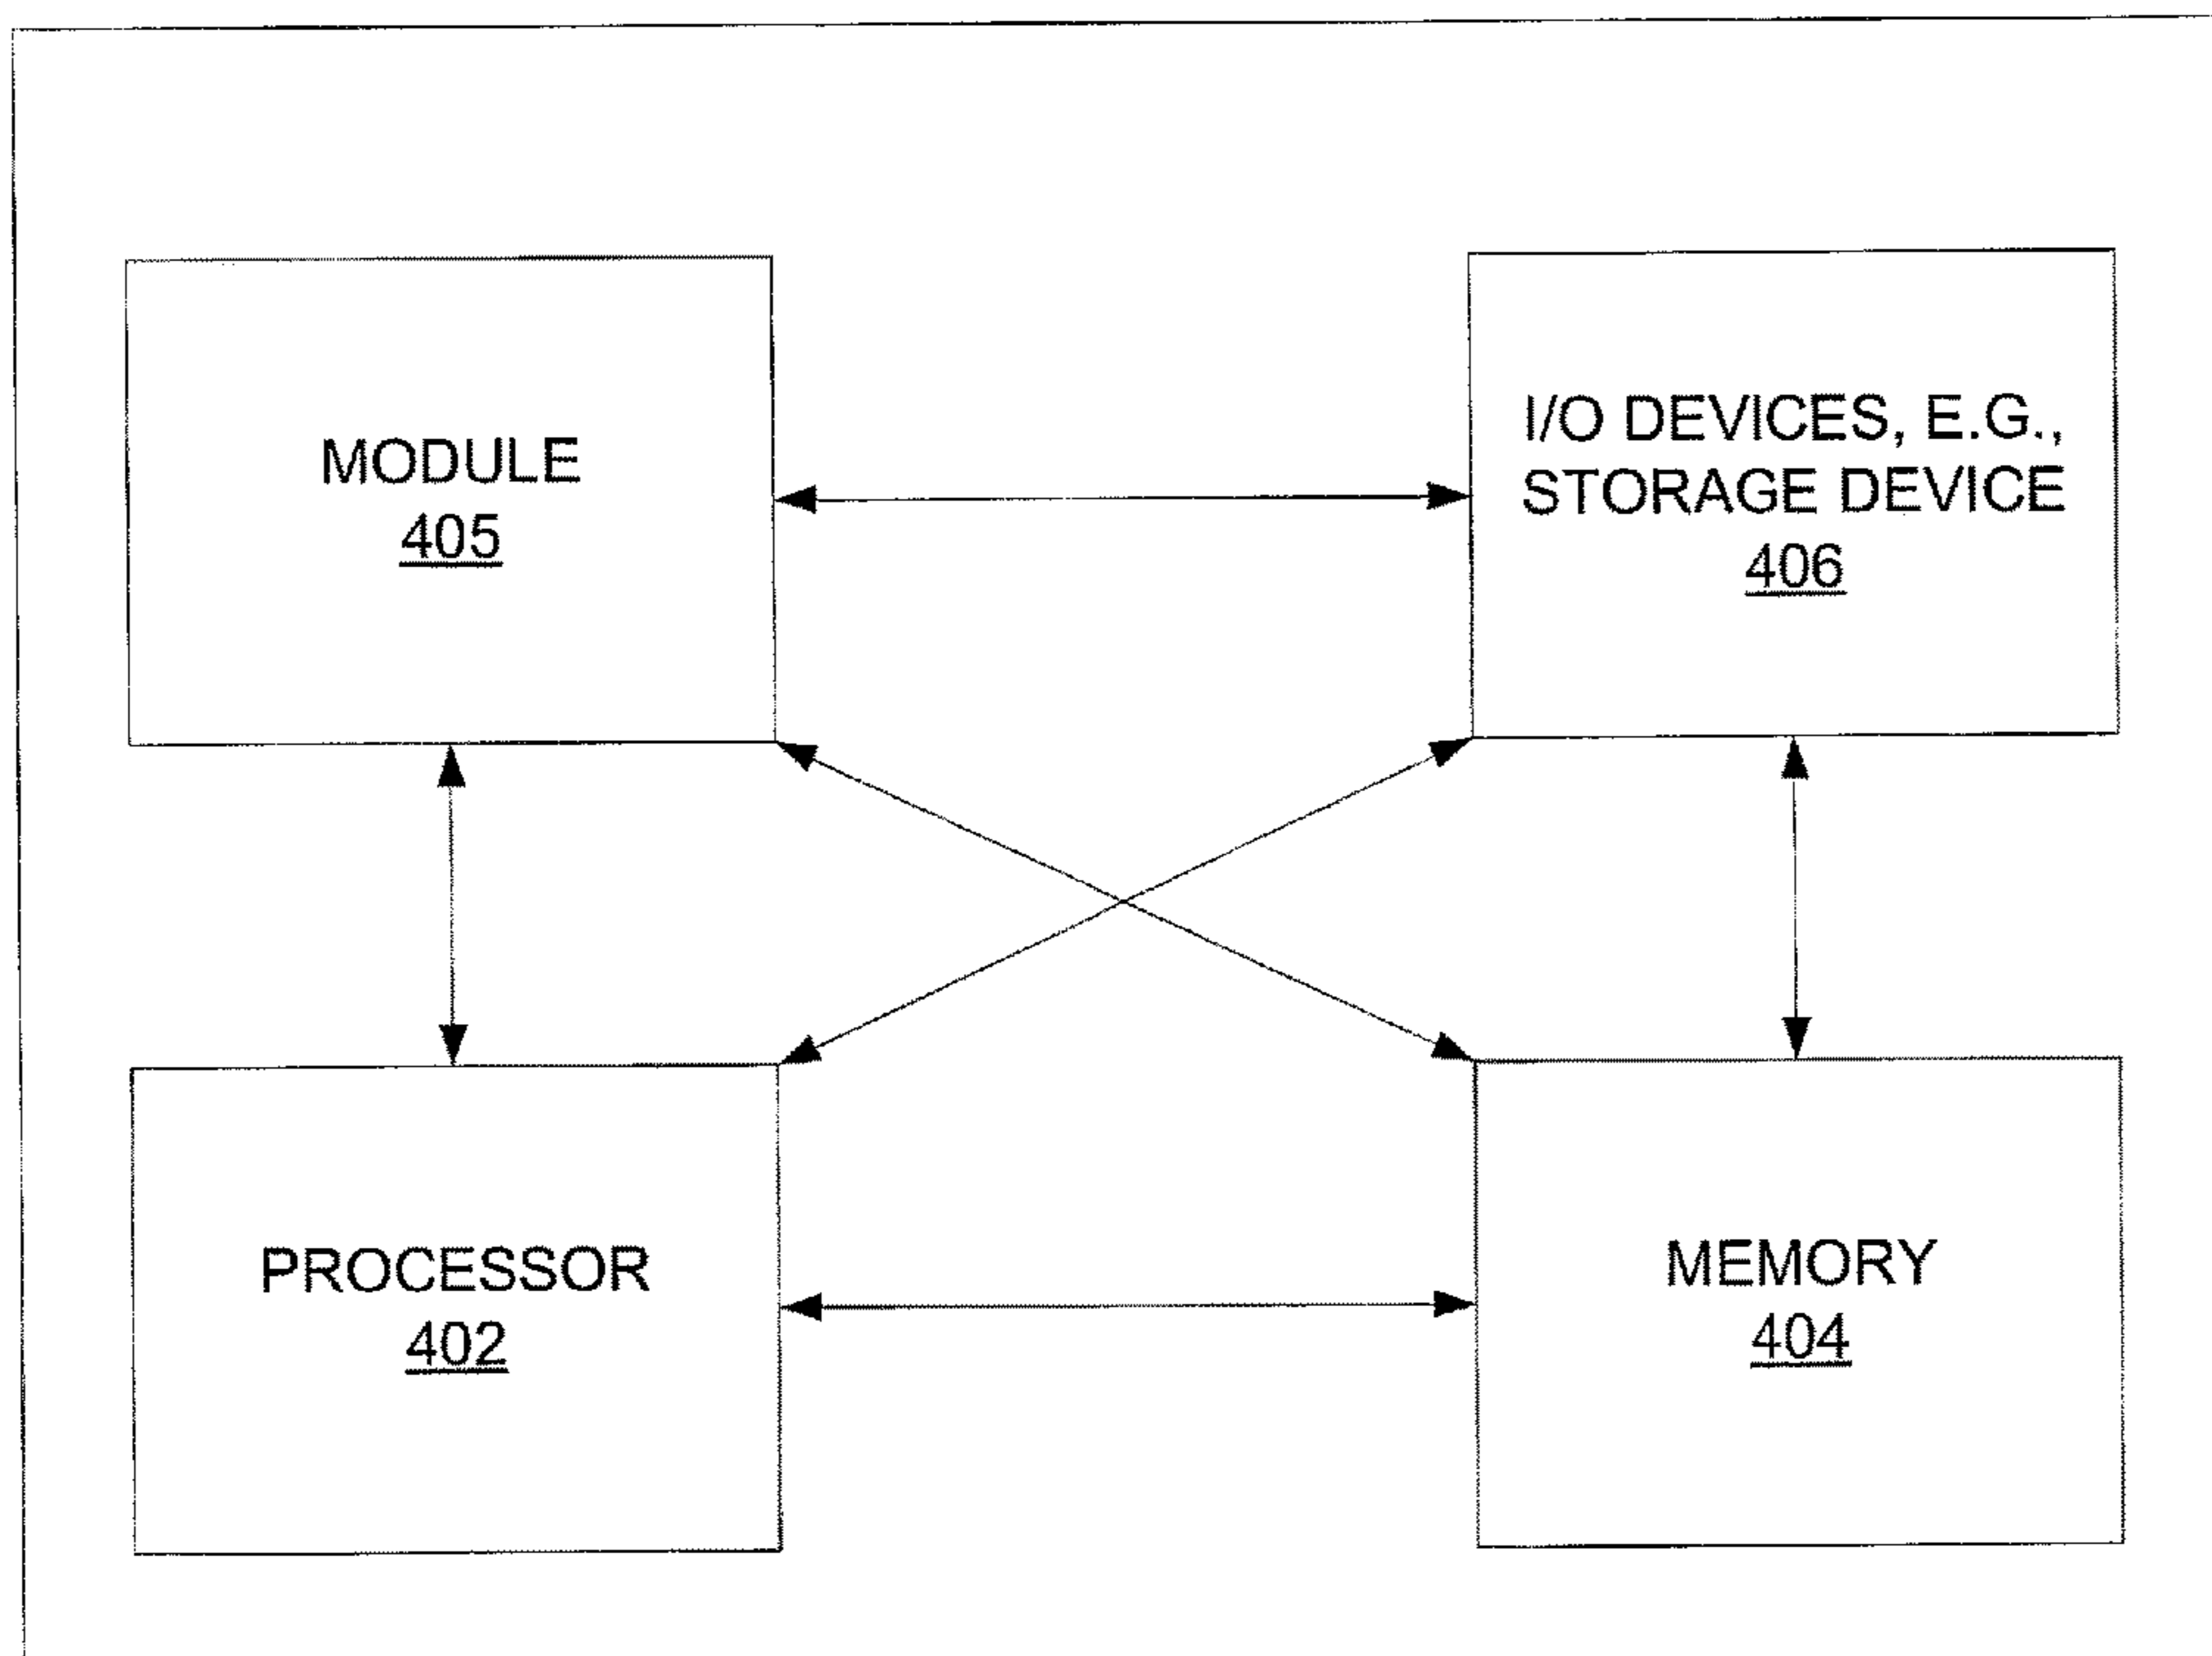 MODULE
405
I/O DEVICES, E.G.,
STORAGE DEVICE
406
PROCESSOR
402
MEMORY
404